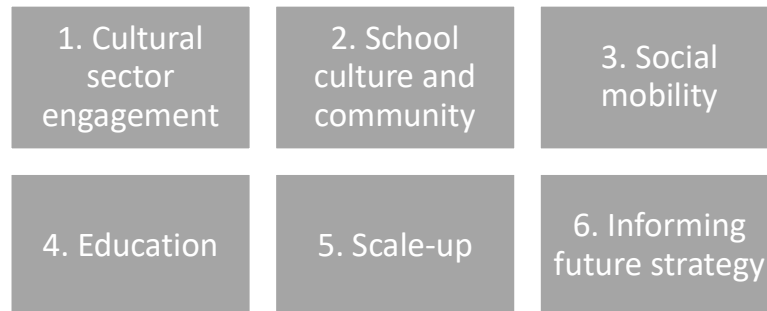 1. Cultural
sector
engagement
2. School
culture and
community
3. Social
mobility
4. Education
5. Scale-up
6. Informing
future strategy